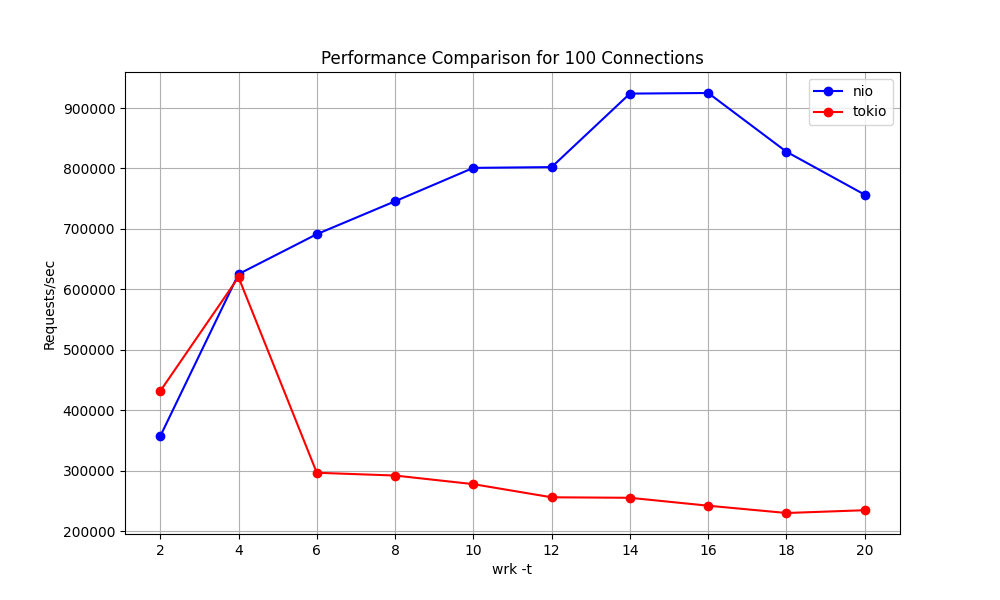 Performance Comparison for 100 Connections
nio
tokio
900000
800000
700000
600000
500000
400000
300000
200000
Requests/sec
2 4 6 8 10 12 14 16 18 20
wrk -t